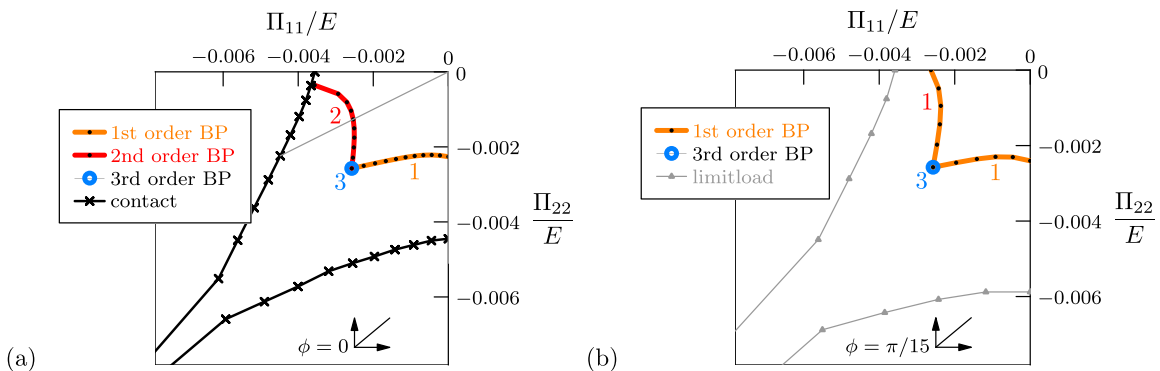 Π₁₁/E
−0.006 −0.004 −0.002 0
0
−0.002
−0.004
−0.006
Π₂₂
E
1st order BP
2nd order BP
3rd order BP
contact
2
1
3
ϕ = 0
(a)
Π₁₁/E
−0.006 −0.004 −0.002 0
0
−0.002
−0.004
−0.006
Π₂₂
E
1st order BP
3rd order BP
limitload
1
1
3
ϕ = π/15
(b)